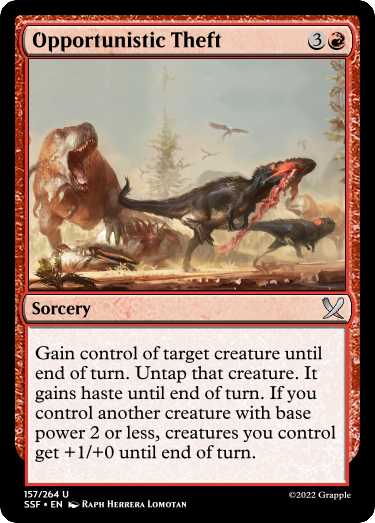 Opportunistic Theft 3
Sorcery
Gain control of target creature until
end of turn. Untap that creature. It
gains haste until end of turn. If you
control another creature with base
power 2 or less, creatures you control
get +1/+0 until end of turn.
157/264 U
SSF • EN Raph Herrera Lomotan
©2022 Grapple